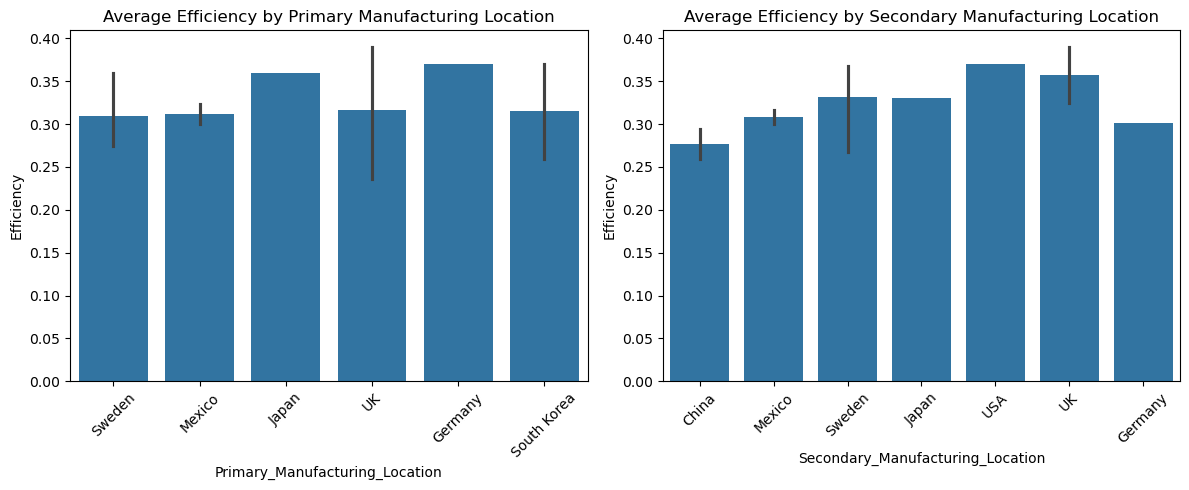 Average Efficiency by Primary Manufacturing Location
0.40
0.35
0.30
0.25
0.20
0.15
0.10
0.05
0.00
Efficiency
Sweden
Mexico
Japan
UK
Germany
South Korea
Primary_Manufacturing_Location
Average Efficiency by Secondary Manufacturing Location
0.40
0.35
0.30
0.25
0.20
0.15
0.10
0.05
0.00
Efficiency
China
Mexico
Sweden
Japan
USA
UK
Germany
Secondary_Manufacturing_Location